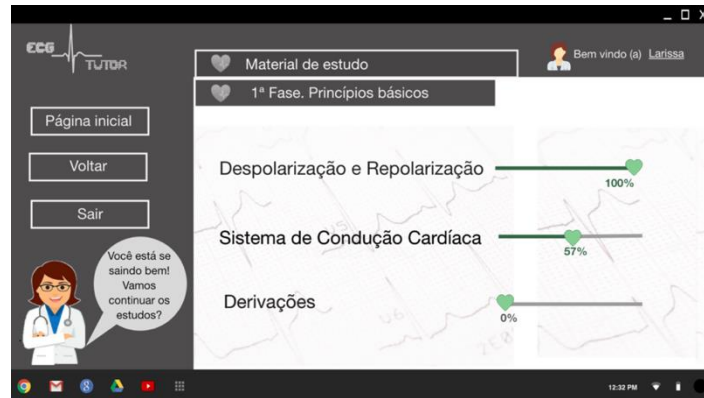 ECG
TUTOR
Material de estudo
Bem vindo (a) Larissa
1ª Fase. Princípios básicos
Página inicial
Voltar
Sair
Você está se
saindo bem!
Vamos
continuar os
estudos?
Despolarização e Repolarização
100%
Sistema de Condução Cardíaca
57%
Derivações
0%
12:32 PM